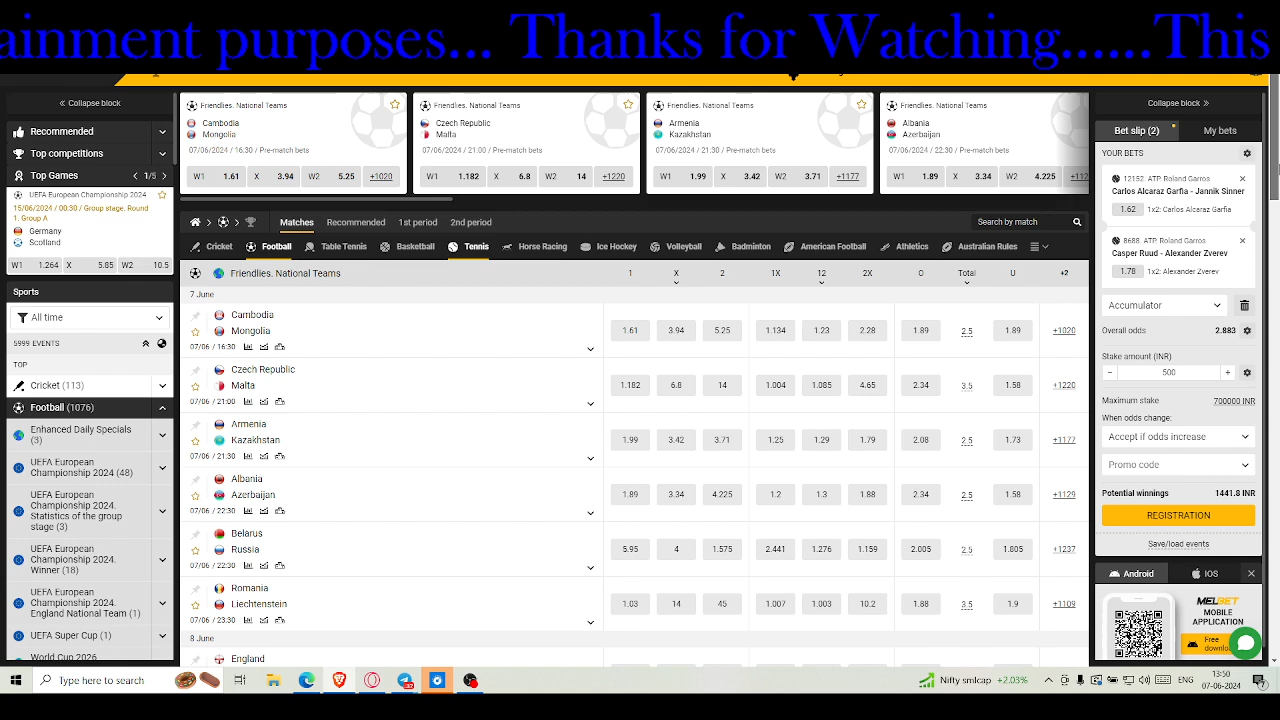 ainment purposes... Thanks for Watching......This
Collapse block
Recommended
Top competitions
Top Games
1/5
UEFA European Championship 2024
15/06/2024 / 00:30 / Group stage. Round
1. Group A
Germany
Scotland
W1 1.264 X 5.85 W2 10.5
Sports
All time
5999 EVENTS
TOP
Cricket (113)
Football (1076)
Enhanced Daily Specials
(3)
UEFA European
Championship 2024 (48)
UEFA European
Championship 2024.
Statistics of the group
stage (3)
UEFA European
Championship 2024.
Winner (18)
UEFA European
Championship 2024.
England National Team (1)
UEFA Super Cup (1)
World Cup 2026
Friendlies. National Teams
Cambodia
Mongolia
07/06/2024 / 16:30 / Pre-match bets
W1 1.61 X 3.94 W2 5.25 +1020
Friendlies. National Teams
Czech Republic
Malta
07/06/2024 / 21:00 / Pre-match bets
W1 1.182 X 6.8 W2 14 +1220
Friendlies. National Teams
Armenia
Kazakhstan
07/06/2024 / 21:30 / Pre-match bets
W1 1.99 X 3.42 W2 3.71 +1177
Friendlies. National Teams
Albania
Azerbaijan
07/06/2024 / 22:30 / Pre-match bets
W1 1.89 X 3.34 W2 4.225 +112
Matches Recommended 1st period 2nd period Search by match
Cricket Football Table Tennis Basketball Tennis Horse Racing Ice Hockey Volleyball Badminton American Football Athletics Australian Rules
Friendlies. National Teams 1 X 2 1X 12 2X O Total U +2
7 June
Cambodia
Mongolia
1.61 3.94 5.25 1.134 1.23 2.28 1.89 2.5 1.89 +1020
07/06 / 16:30
Czech Republic
Malta
1.182 6.8 14 1.004 1.085 4.65 2.34 3.5 1.58 +1220
07/06 / 21:00
Armenia
Kazakhstan
1.99 3.42 3.71 1.25 1.29 1.79 2.08 2.5 1.73 +1177
07/06 / 21:30
Albania
Azerbaijan
1.89 3.34 4.225 1.2 1.3 1.88 2.34 2.5 1.58 +1129
07/06 / 22:30
Belarus
Russia
5.95 4 1.575 2.441 1.276 1.159 2.005 2.5 1.805 +1237
07/06 / 22:30
Romania
Liechtenstein
1.03 14 45 1.007 1.003 10.2 1.88 3.5 1.9 +1109
07/06 / 23:30
8 June
England
Collapse block
Bet slip (2) My bets
YOUR BETS
12152. ATP. Roland Garros
Carlos Alcaraz Garfia - Jannik Sinner
1.62 1x2: Carlos Alcaraz Garfia
8688. ATP. Roland Garros
Casper Ruud - Alexander Zverev
1.78 1x2: Alexander Zverev
Accumulator
Overall odds 2.883
Stake amount (INR)
− 500 +
Maximum stake 700000 INR
When odds change:
Accept if odds increase
Promo code
Potential winnings 1441.8 INR
REGISTRATION
Save/load events
Android IOS
MELBET
MOBILE
APPLICATION
Free
download
Type here to search
Nifty smlcap +2.03%
ENG
13:50
07-06-2024